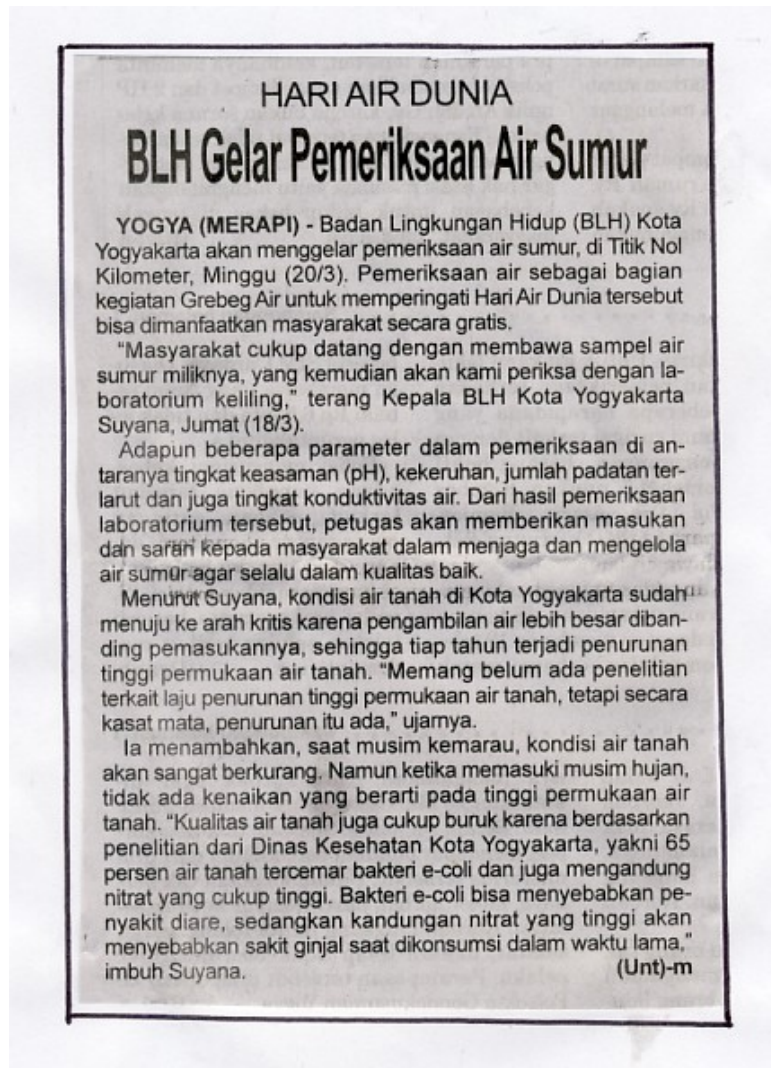 HARI AIR DUNIA
BLH Gelar Pemeriksaan Air Sumur
YOGYA (MERAPI) - Badan Lingkungan Hidup (BLH) Kota
Yogyakarta akan menggelar pemeriksaan air sumur, di Titik Nol
Kilometer, Minggu (20/3). Pemeriksaan air sebagai bagian
kegiatan Grebeg Air untuk memperingati Hari Air Dunia tersebut
bisa dimanfaatkan masyarakat secara gratis.
“Masyarakat cukup datang dengan membawa sampel air
sumur miliknya, yang kemudian akan kami periksa dengan la-
boratorium keliling,” terang Kepala BLH Kota Yogyakarta
Suyana, Jumat (18/3).
Adapun beberapa parameter dalam pemeriksaan di an-
taranya tingkat keasaman (pH), kekeruhan, jumlah padatan ter-
larut dan juga tingkat konduktivitas air. Dari hasil pemeriksaan
laboratorium tersebut, petugas akan memberikan masukan
dan saran kepada masyarakat dalam menjaga dan mengelola
air sumur agar selalu dalam kualitas baik.
Menurut Suyana, kondisi air tanah di Kota Yogyakarta sudah
menuju ke arah kritis karena pengambilan air lebih besar diban-
ding pemasukannya, sehingga tiap tahun terjadi penurunan
tinggi permukaan air tanah. “Memang belum ada penelitian
terkait laju penurunan tinggi permukaan air tanah, tetapi secara
kasat mata, penurunan itu ada,” ujarnya.
Ia menambahkan, saat musim kemarau, kondisi air tanah
akan sangat berkurang. Namun ketika memasuki musim hujan,
tidak ada kenaikan yang berarti pada tinggi permukaan air
tanah. “Kualitas air tanah juga cukup buruk karena berdasarkan
penelitian dari Dinas Kesehatan Kota Yogyakarta, yakni 65
persen air tanah tercemar bakteri e-coli dan juga mengandung
nitrat yang cukup tinggi. Bakteri e-coli bisa menyebabkan pe-
nyakit diare, sedangkan kandungan nitrat yang tinggi akan
menyebabkan sakit ginjal saat dikonsumsi dalam waktu lama,”
imbuh Suyana. (Unt)-m